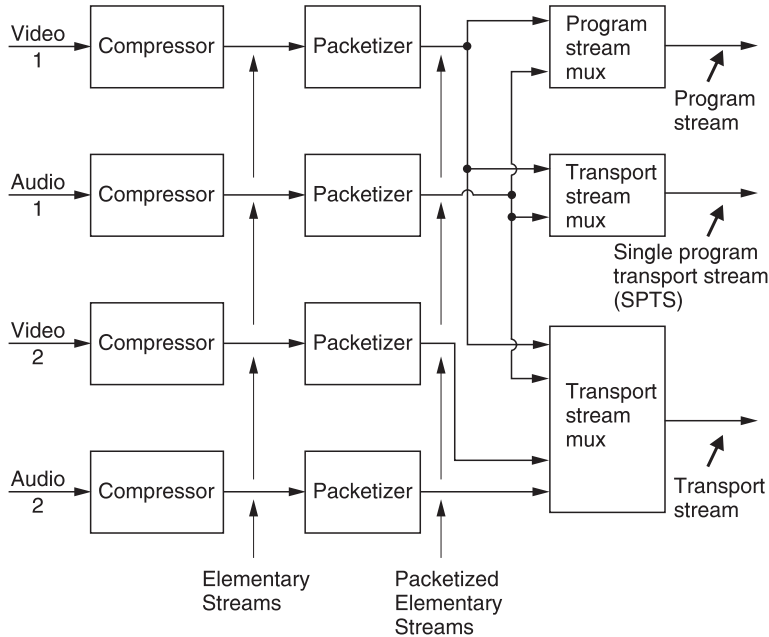 Video
1
Compressor
Packetizer
Program
stream
mux
Program
stream
Audio
1
Compressor
Packetizer
Transport
stream
mux
Single program
transport stream
(SPTS)
Video
2
Compressor
Packetizer
Transport
stream
mux
Audio
2
Compressor
Packetizer
Transport
stream
Elementary
Streams
Packetized
Elementary
Streams